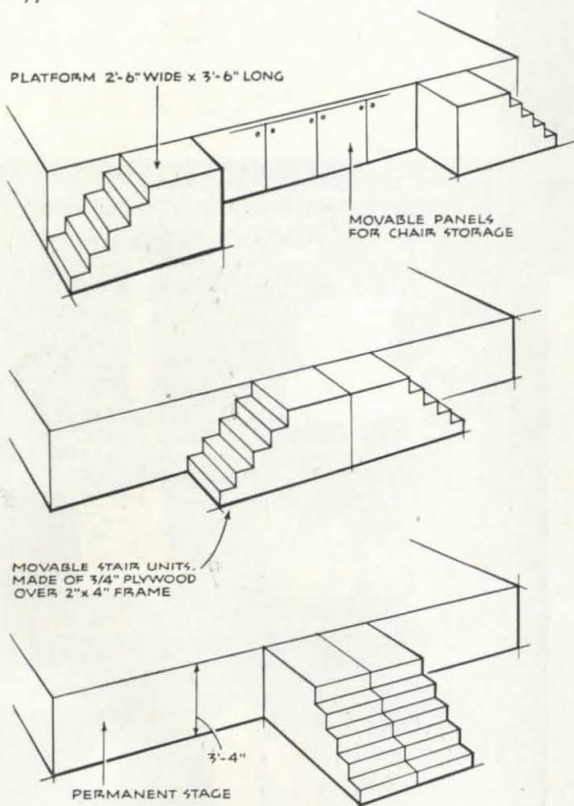 PLATFORM 2'-6" WIDE x 3'-6" LONG
MOVABLE PANELS
FOR CHAIR STORAGE
MOVABLE STAIR UNITS.
MADE OF 3/4" PLYWOOD
OVER 2"x 4" FRAME
3'-4"
PERMANENT STAGE